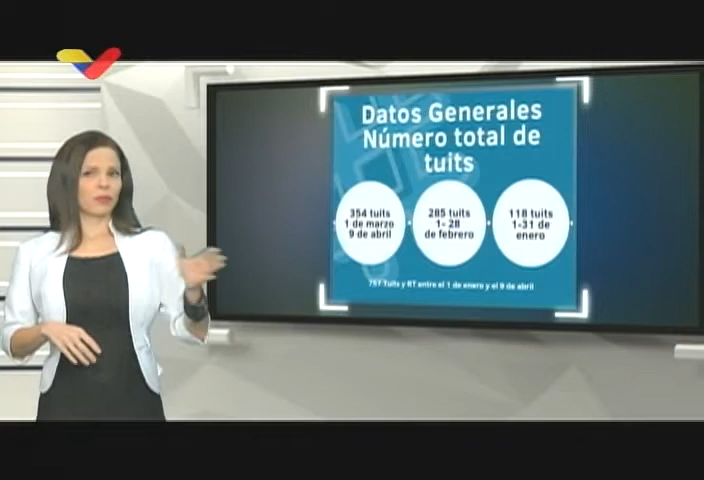 Datos Generales
Número total de
tuits
354 tuits
1 de marzo
9 de abril
285 tuits
1- 28
de febrero
118 tuits
1-31 de
enero
757 Tuits y RT entre el 1 de enero y el 9 de abril